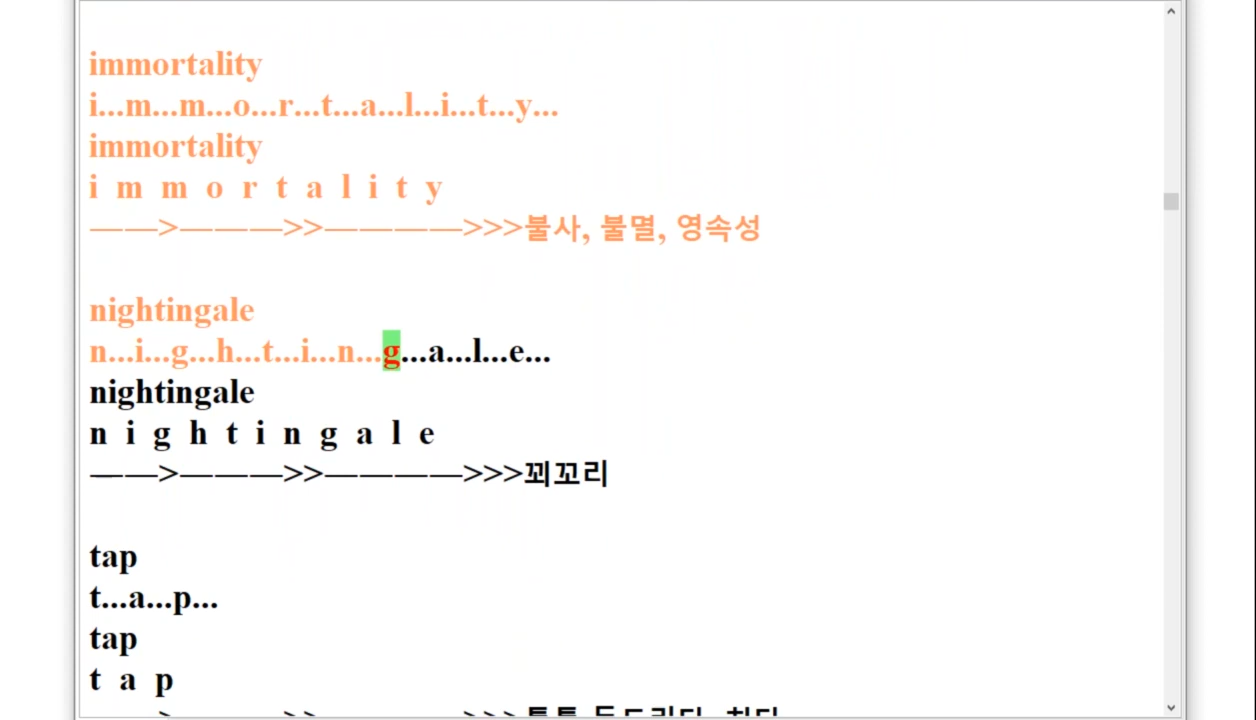 immortality
i...m...m...o...r...t...a...l...i...t...y...
immortality
i m m o r t a l i t y
——>———>>————>>>불사, 불멸, 영속성
nightingale
n...i...g...h...t...i...n...g...a...l...e...
nightingale
n i g h t i n g a l e
——>———>>————>>>꾀꼬리
tap
t...a...p...
tap
t a p